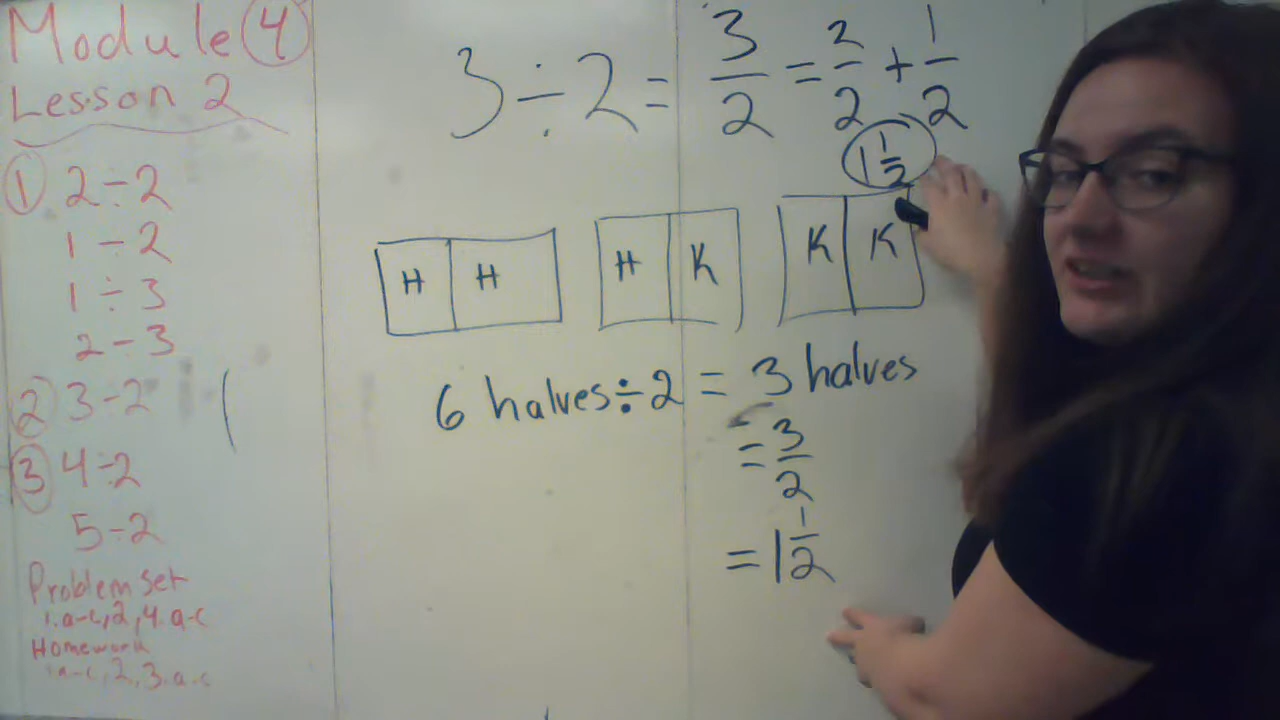 Module 4
Lesson 2
1 2÷2
1÷2
1÷3
2÷3
2 3÷2
3 4÷2
5÷2
Problem Set
1.a-c, 2, 4.a-c
Homework
1a-c, 2, 3.a-c
3÷2 = 3/2 = 2/2 + 1/2
1 1/2
H H H K K K
6 halves÷2 = 3 halves
= 3/2
= 1 1/2